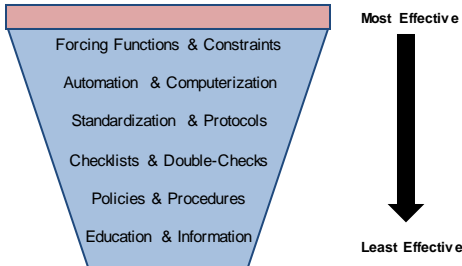 Most Effective
Forcing Functions & Constraints
Automation & Computerization
Standardization & Protocols
Checklists & Double-Checks
Policies & Procedures
Education & Information
Least Effective